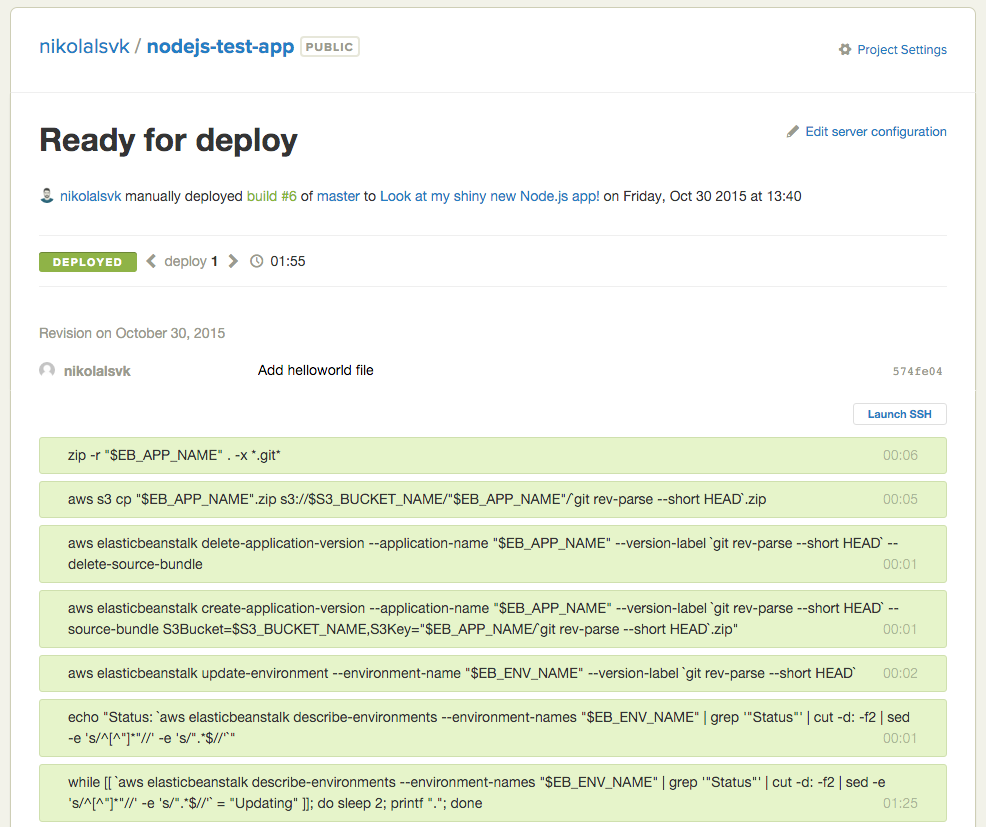 nikolalsvk / nodejs-test-app PUBLIC
Project Settings
Ready for deploy
Edit server configuration
nikolalsvk manually deployed build #6 of master to Look at my shiny new Node.js app! on Friday, Oct 30 2015 at 13:40
DEPLOYED deploy 1 01:55
Revision on October 30, 2015
nikolalsvk Add helloworld file 574fe04
Launch SSH
zip -r "$EB_APP_NAME" . -x *.git* 00:06
aws s3 cp "$EB_APP_NAME".zip s3://$S3_BUCKET_NAME/"$EB_APP_NAME"/`git rev-parse --short HEAD`.zip 00:05
aws elasticbeanstalk delete-application-version --application-name "$EB_APP_NAME" --version-label `git rev-parse --short HEAD` --
delete-source-bundle 00:01
aws elasticbeanstalk create-application-version --application-name "$EB_APP_NAME" --version-label `git rev-parse --short HEAD` --
source-bundle S3Bucket=$S3_BUCKET_NAME,S3Key="$EB_APP_NAME/`git rev-parse --short HEAD`.zip" 00:01
aws elasticbeanstalk update-environment --environment-name "$EB_ENV_NAME" --version-label `git rev-parse --short HEAD` 00:02
echo "Status: `aws elasticbeanstalk describe-environments --environment-names "$EB_ENV_NAME" | grep '"Status"' | cut -d: -f2 | sed
-e 's/^[^"]*"//' -e 's/".*$//'`" 00:01
while [[ `aws elasticbeanstalk describe-environments --environment-names "$EB_ENV_NAME" | grep '"Status"' | cut -d: -f2 | sed -e
's/^[^"]*"//' -e 's/".*$//'` = "Updating" ]]; do sleep 2; printf "."; done 01:25